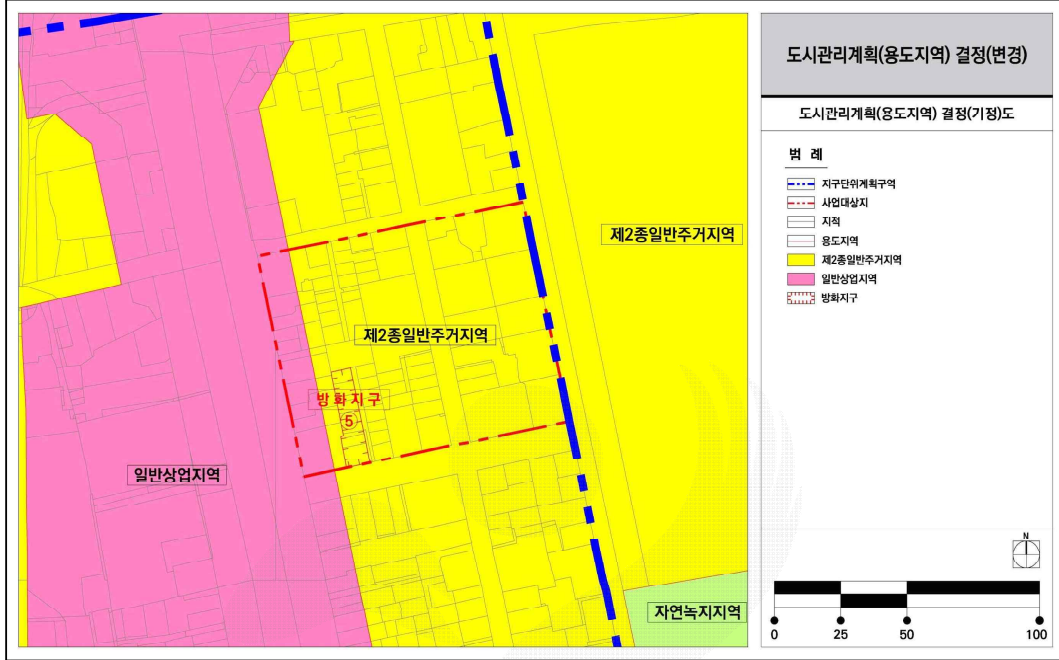 도시관리계획(용도지역) 결정(변경)
도시관리계획(용도지역) 결정(기정)도
범 례
지구단위계획구역
사업대상지
지적
용도지역
제2종일반주거지역
일반상업지역
방화지구
제2종일반주거지역
제2종일반주거지역
방화지구
5
일반상업지역
자연녹지지역
N
0 25 50 100